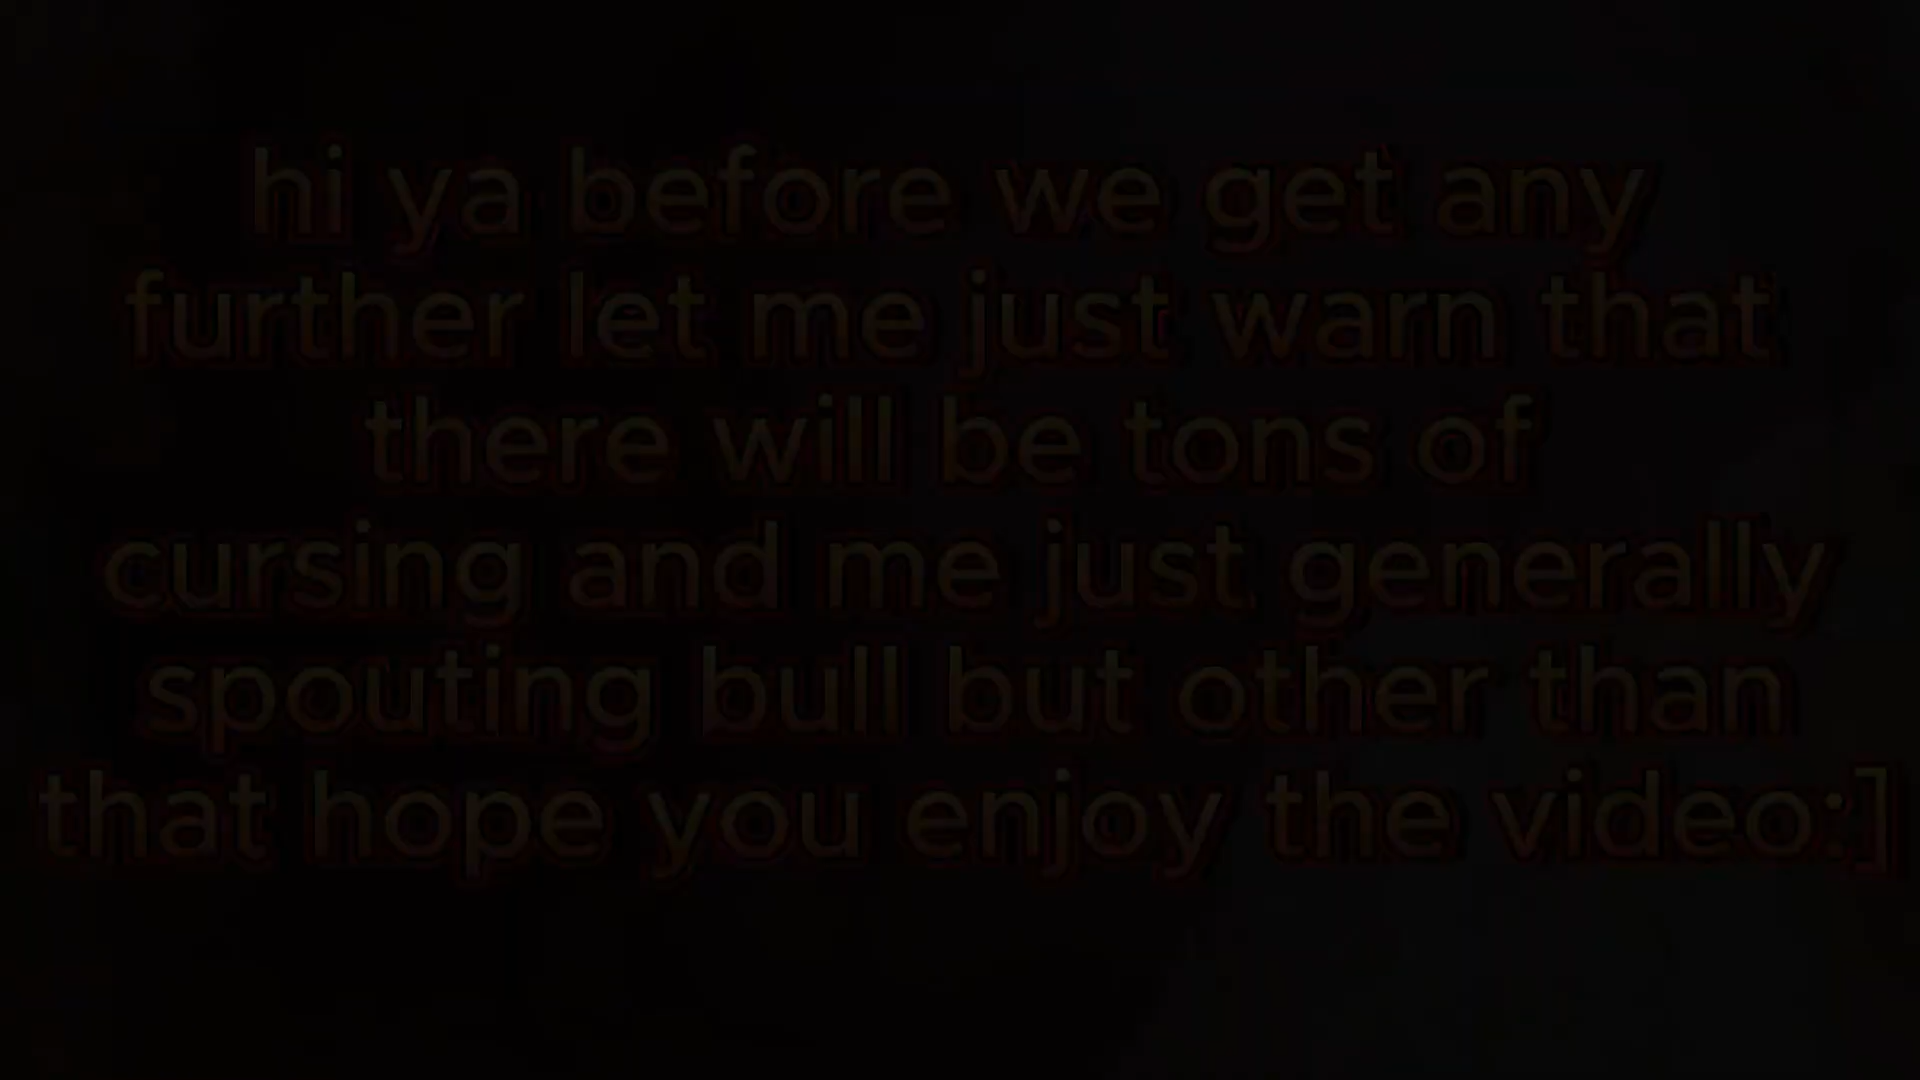 hi ya before we get any
further let me just warn that
there will be tons of
cursing and me just generally
spouting bull but other than
that hope you enjoy the video:]